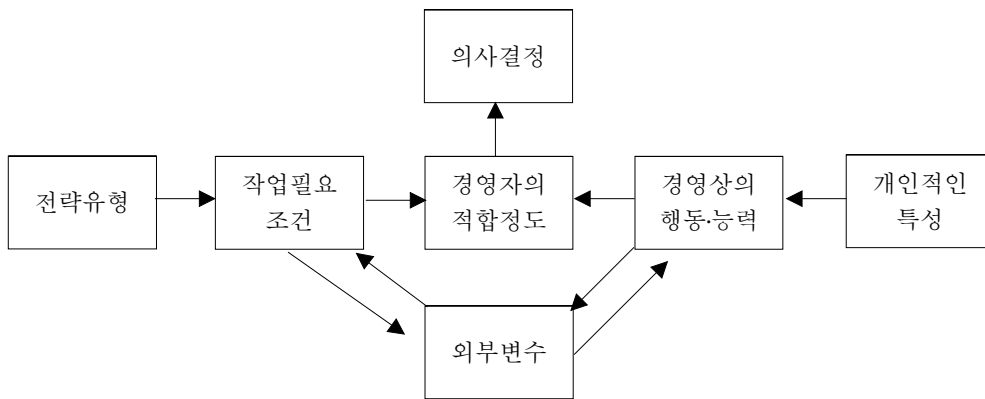 의사결정
전략유형
작업필요
조건
경영자의
적합정도
경영상의
행동·능력
개인적인
특성
외부변수